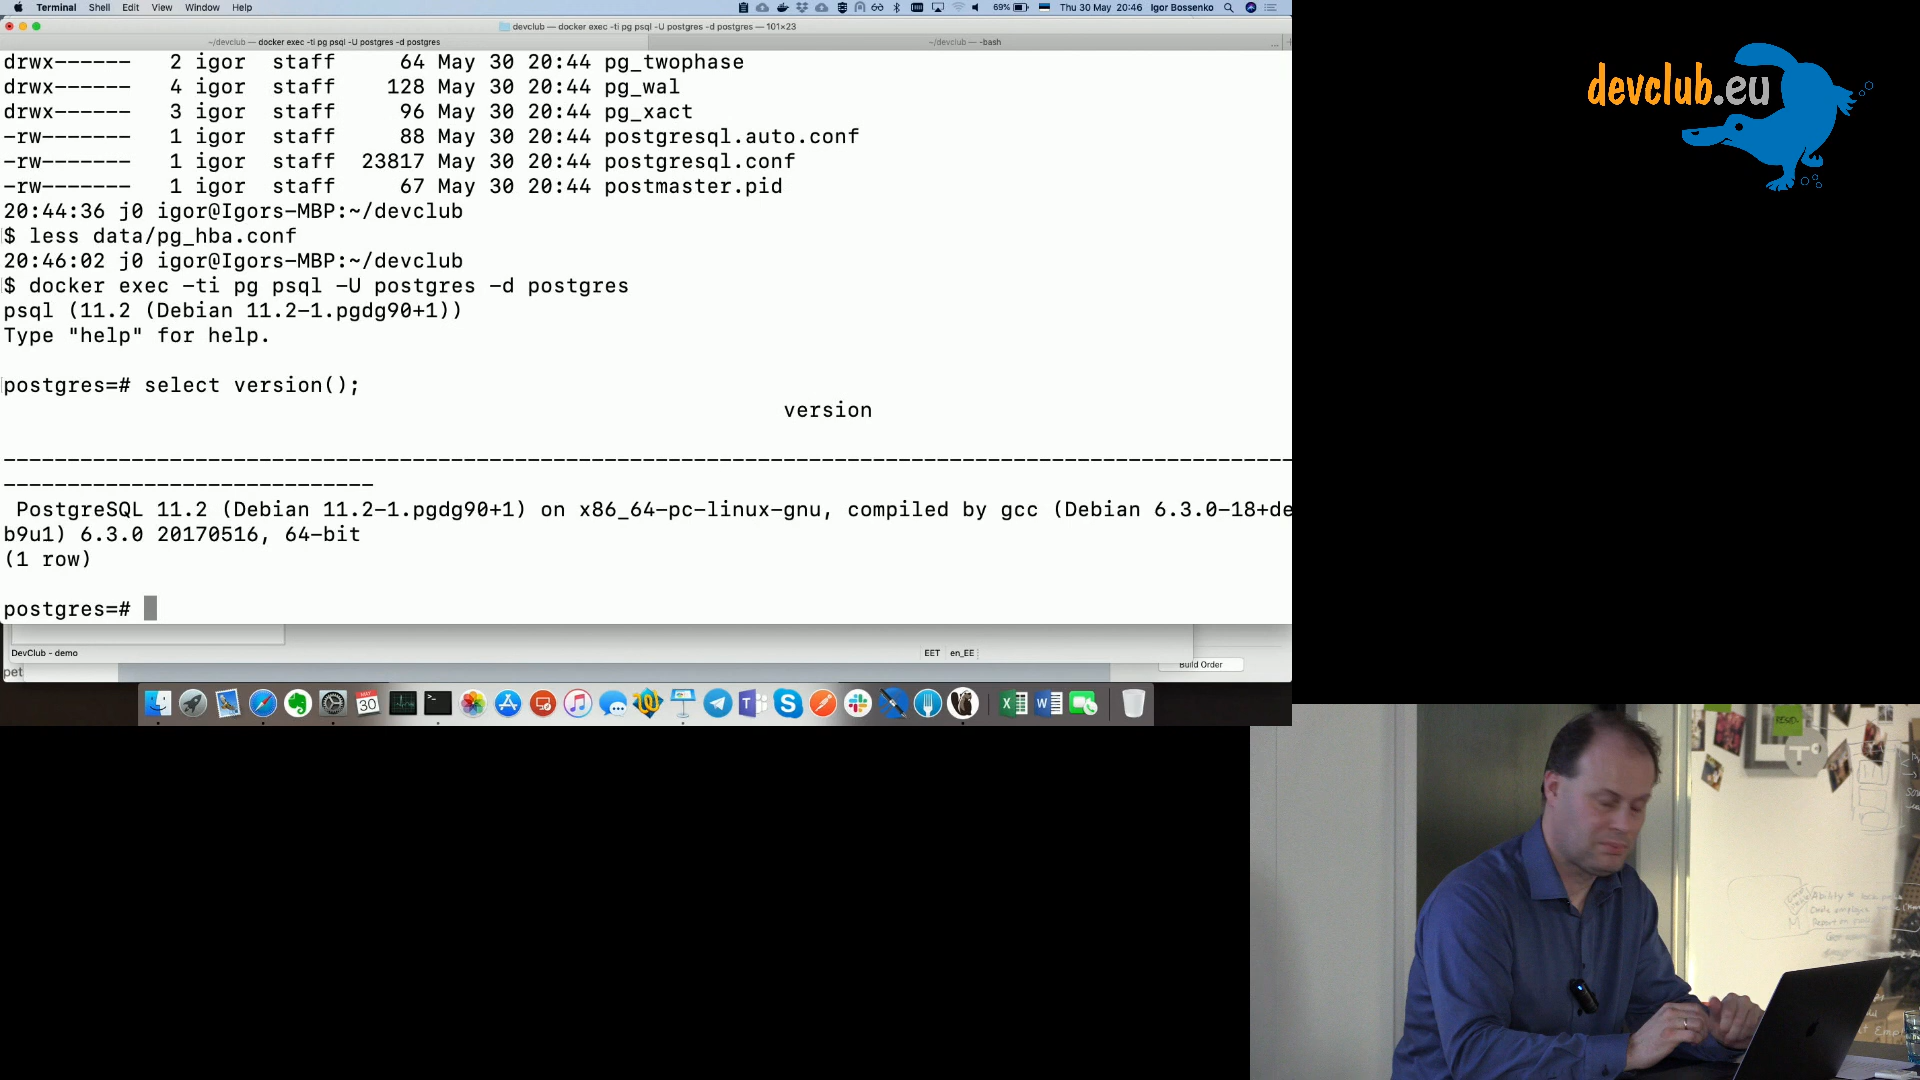 Terminal Shell Edit View Window Help
69% Thu 30 May 20:46 Igor Bossenko
devclub — docker exec -ti pg psql -U postgres -d postgres — 101×23
~/devclub — docker exec -ti pg psql -U postgres -d postgres
~/devclub — -bash
drwx------ 2 igor staff 64 May 30 20:44 pg_twophase
drwx------ 4 igor staff 128 May 30 20:44 pg_wal
drwx------ 3 igor staff 96 May 30 20:44 pg_xact
-rw------- 1 igor staff 88 May 30 20:44 postgresql.auto.conf
-rw------- 1 igor staff 23817 May 30 20:44 postgresql.conf
-rw------- 1 igor staff 67 May 30 20:44 postmaster.pid
20:44:36 j0 igor@Igors-MBP:~/devclub
$ less data/pg_hba.conf
20:46:02 j0 igor@Igors-MBP:~/devclub
$ docker exec -ti pg psql -U postgres -d postgres
psql (11.2 (Debian 11.2-1.pgdg90+1))
Type "help" for help.
postgres=# select version();
version
PostgreSQL 11.2 (Debian 11.2-1.pgdg90+1) on x86_64-pc-linux-gnu, compiled by gcc (Debian 6.3.0-18+de
b9u1) 6.3.0 20170516, 64-bit
(1 row)
postgres=#
DevClub - demo
EET en_EE
pet
Build Order
MAY
30
devclub.eu
Ability to